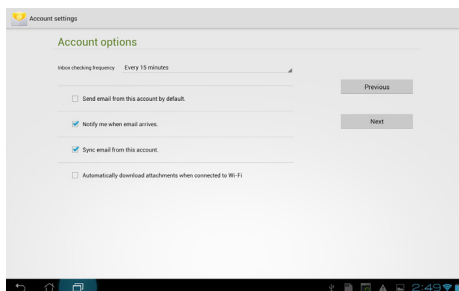 Account settings
Account options
Inbox checking frequency Every 15 minutes
Previous
Send email from this account by default.
Notify me when email arrives.
Next
Sync email from this account.
Automatically download attachments when connected to Wi-Fi
2:49